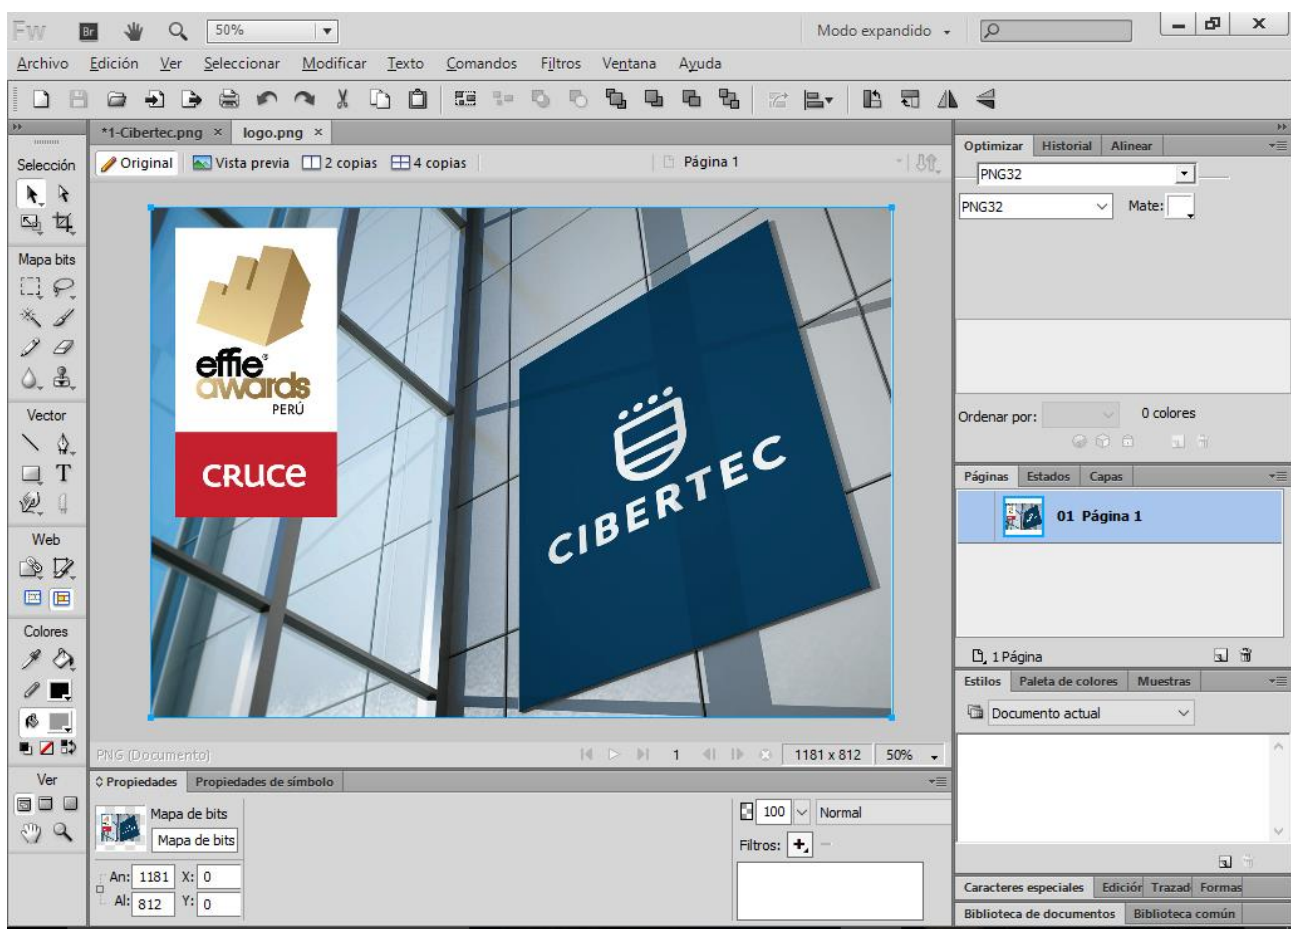 Fw Br 50% Modo expandido
Archivo Edición Ver Seleccionar Modificar Texto Comandos Filtros Ventana Ayuda
*1-Cibertec.png × logo.png ×
Original Vista previa 2 copias 4 copias Página 1
Selección
Mapa bits
Vector
T
Web
Colores
Ver
effie®
awards
PERÚ
CRUCE
CIBERTEC
PNG (Documento) 1 1181 x 812 50%
Propiedades Propiedades de símbolo
Mapa de bits
Mapa de bits
An: 1181 X: 0
Al: 812 Y: 0
100 Normal
Filtros:
Optimizar Historial Alinear
PNG32
PNG32 Mate:
Ordenar por: 0 colores
Páginas Estados Capas
01 Página 1
1 Página
Estilos Paleta de colores Muestras
Documento actual
Caracteres especiales Edición Trazad Formas
Biblioteca de documentos Biblioteca común